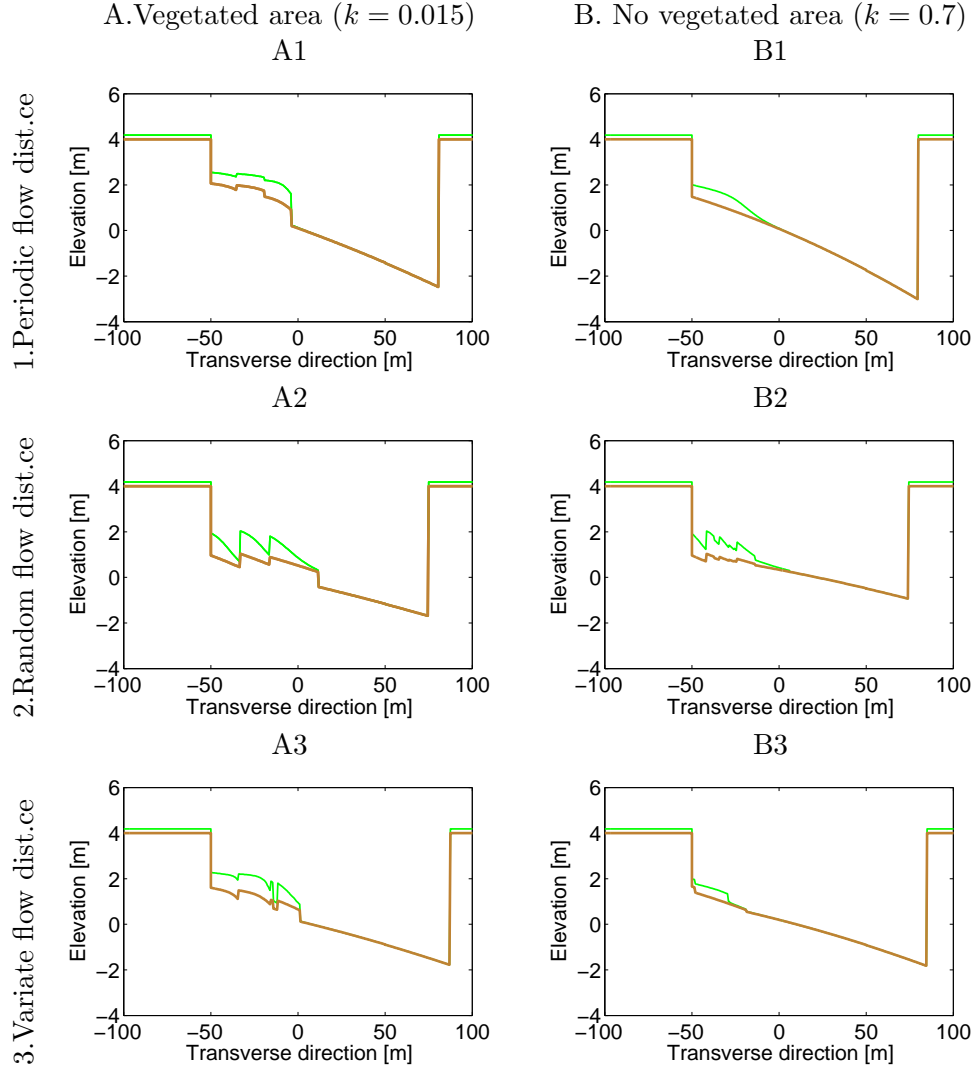 A.Vegetated area (k = 0.015)
B. No vegetated area (k = 0.7)
A1
B1
1.Periodic flow dist.ce
Elevation [m]
6
4
2
0
−2
−4
−100
−50
0
50
100
Transverse direction [m]
Elevation [m]
6
4
2
0
−2
−4
−100
−50
0
50
100
Transverse direction [m]
A2
B2
2.Random flow dist.ce
Elevation [m]
6
4
2
0
−2
−4
−100
−50
0
50
100
Transverse direction [m]
Elevation [m]
6
4
2
0
−2
−4
−100
−50
0
50
100
Transverse direction [m]
A3
B3
3.Variate flow dist.ce
Elevation [m]
6
4
2
0
−2
−4
−100
−50
0
50
100
Transverse direction [m]
Elevation [m]
6
4
2
0
−2
−4
−100
−50
0
50
100
Transverse direction [m]